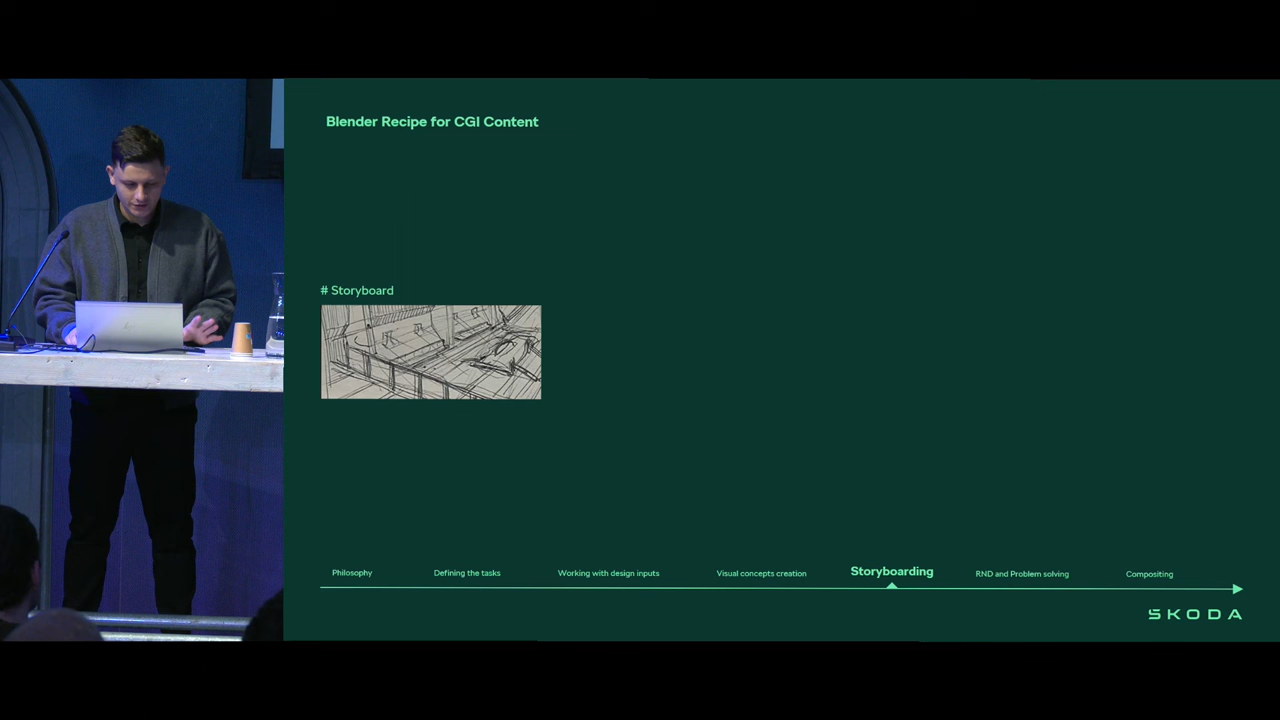 Blender Recipe for CGI Content
# Storyboard
Philosophy
Defining the tasks
Working with design inputs
Visual concepts creation
Storyboarding
RND and Problem solving
Compositing
SKODA